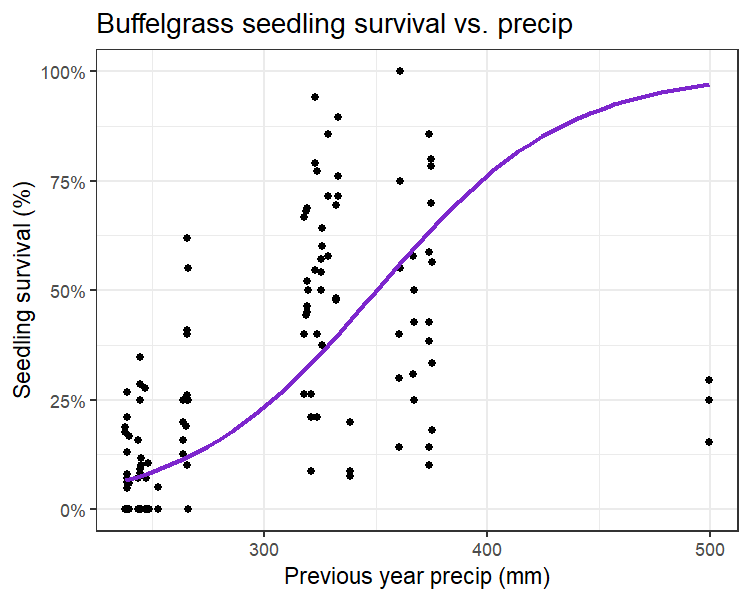 Buffelgrass seedling survival vs. precip
100%
75%
50%
25%
0%
Seedling survival (%)
300
400
500
Previous year precip (mm)